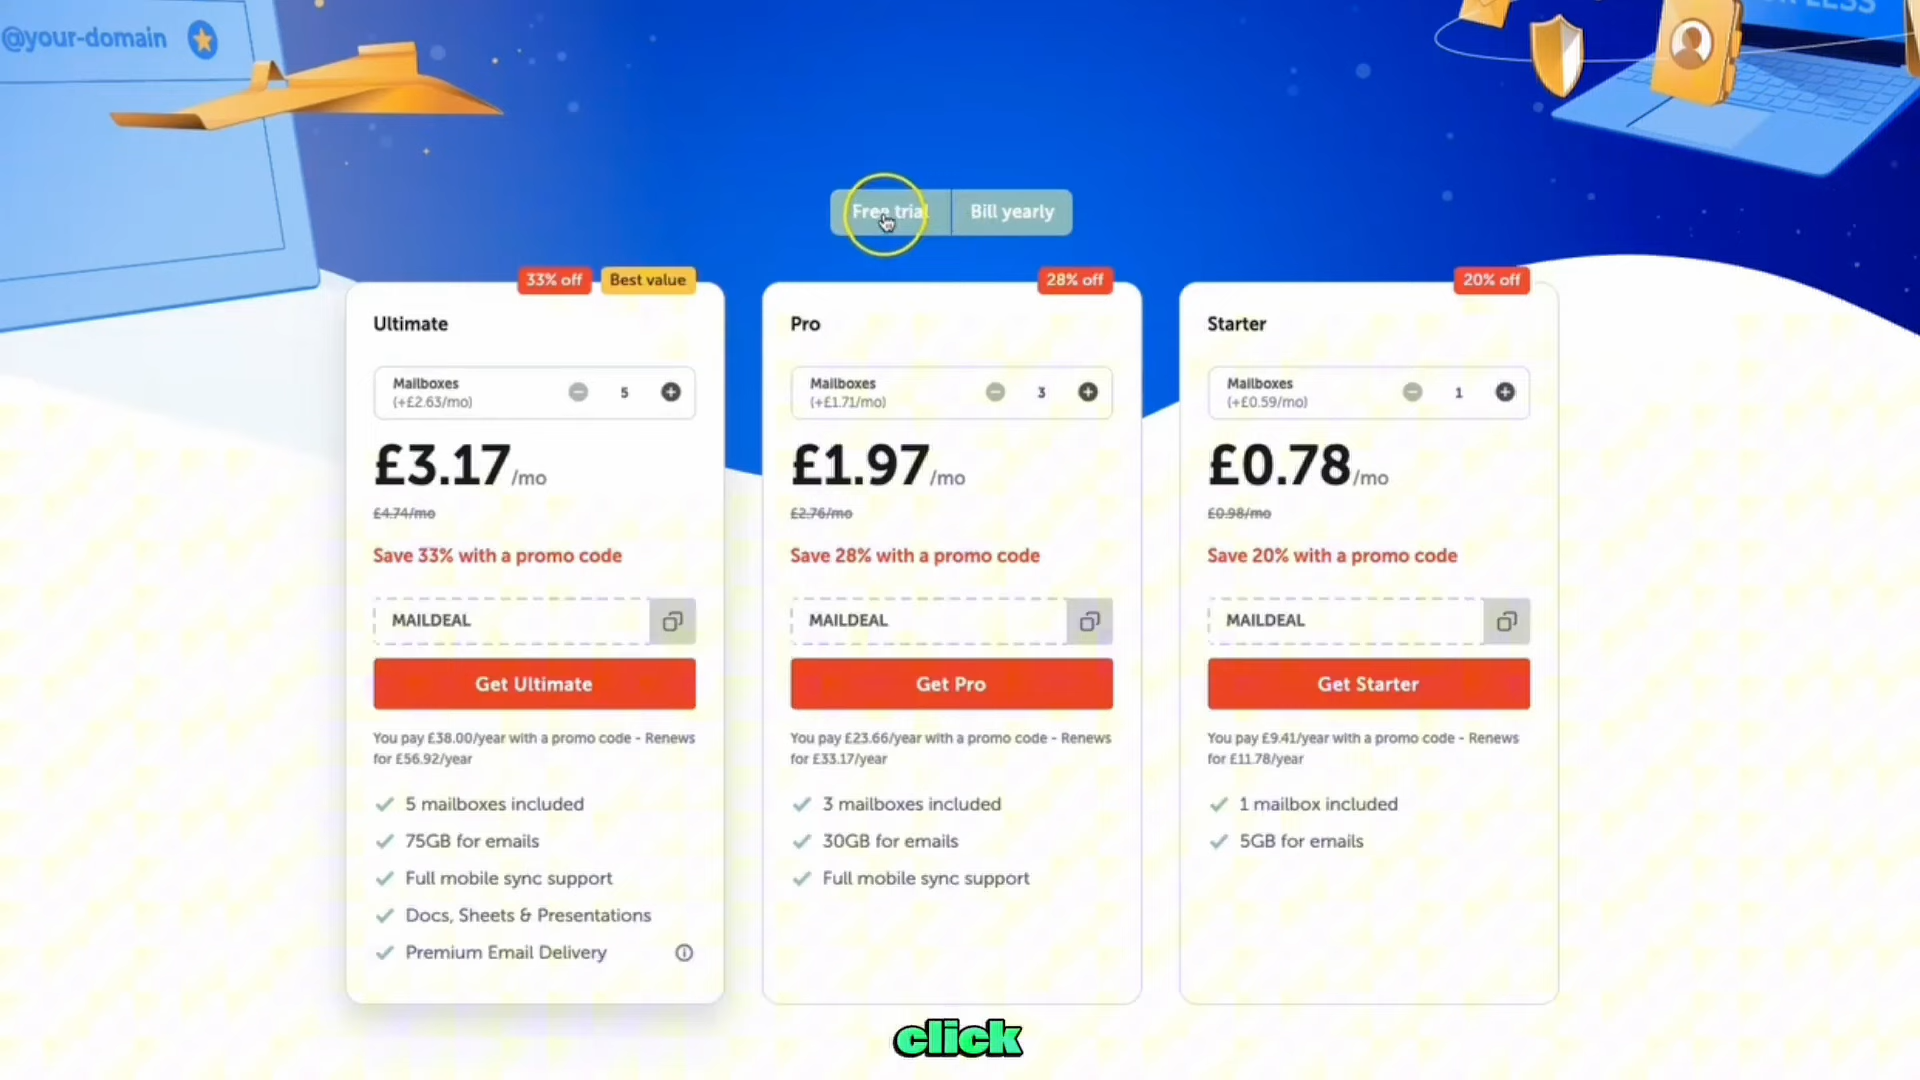 @your-domain
LESS
Free trial
Bill yearly
33% off
Best value
Ultimate
Mailboxes
(+£2.63/mo)
5
£3.17/mo
£4.74/mo
Save 33% with a promo code
MAILDEAL
Get Ultimate
You pay £38.00/year with a promo code - Renews
for £56.92/year
5 mailboxes included
75GB for emails
Full mobile sync support
Docs, Sheets & Presentations
Premium Email Delivery
28% off
Pro
Mailboxes
(+£1.71/mo)
3
£1.97/mo
£2.76/mo
Save 28% with a promo code
MAILDEAL
Get Pro
You pay £23.66/year with a promo code - Renews
for £33.17/year
3 mailboxes included
30GB for emails
Full mobile sync support
20% off
Starter
Mailboxes
(+£0.59/mo)
1
£0.78/mo
£0.98/mo
Save 20% with a promo code
MAILDEAL
Get Starter
You pay £9.41/year with a promo code - Renews
for £11.78/year
1 mailbox included
5GB for emails
click